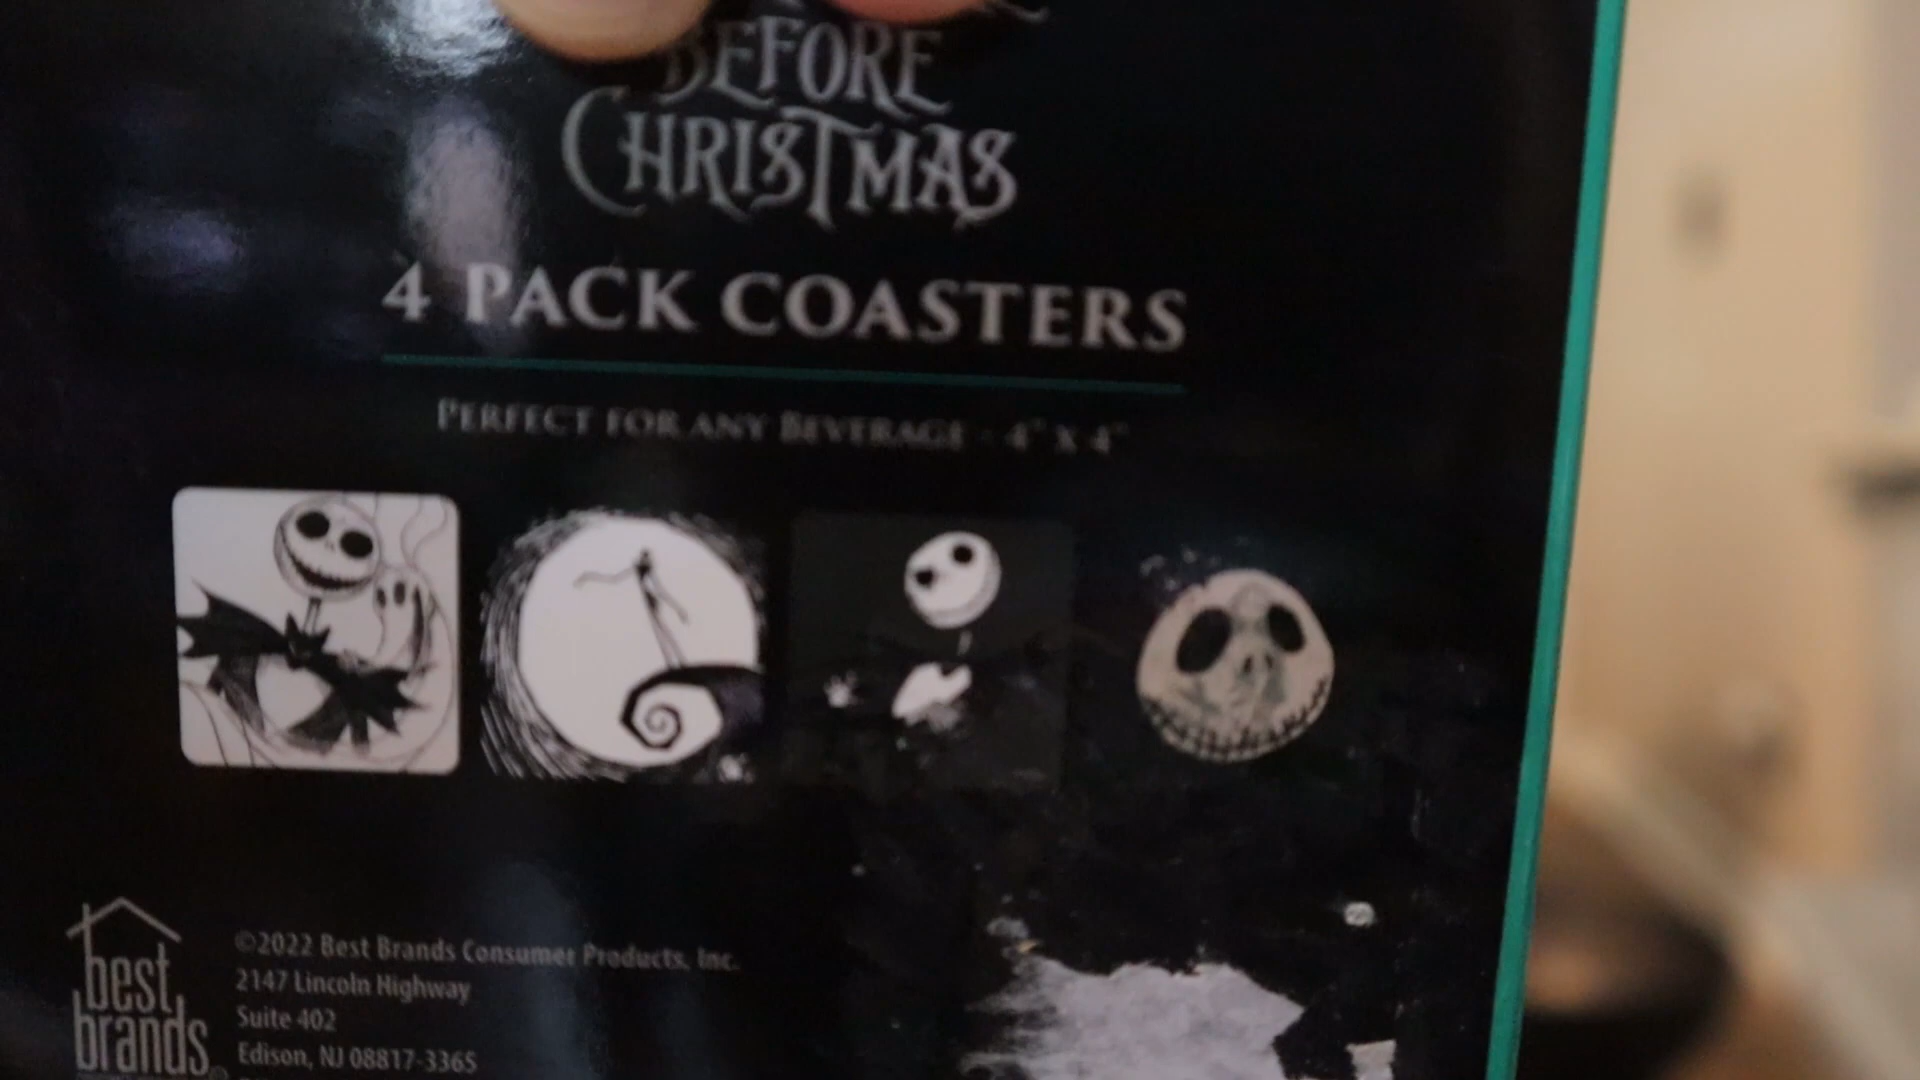 BEFORE
CHRISTMAS
4 PACK COASTERS
PERFECT FOR ANY BEVERAGE - 4" X 4"
best
brands
©2022 Best Brands Consumer Products, Inc.
2147 Lincoln Highway
Suite 402
Edison, NJ 08817-3365